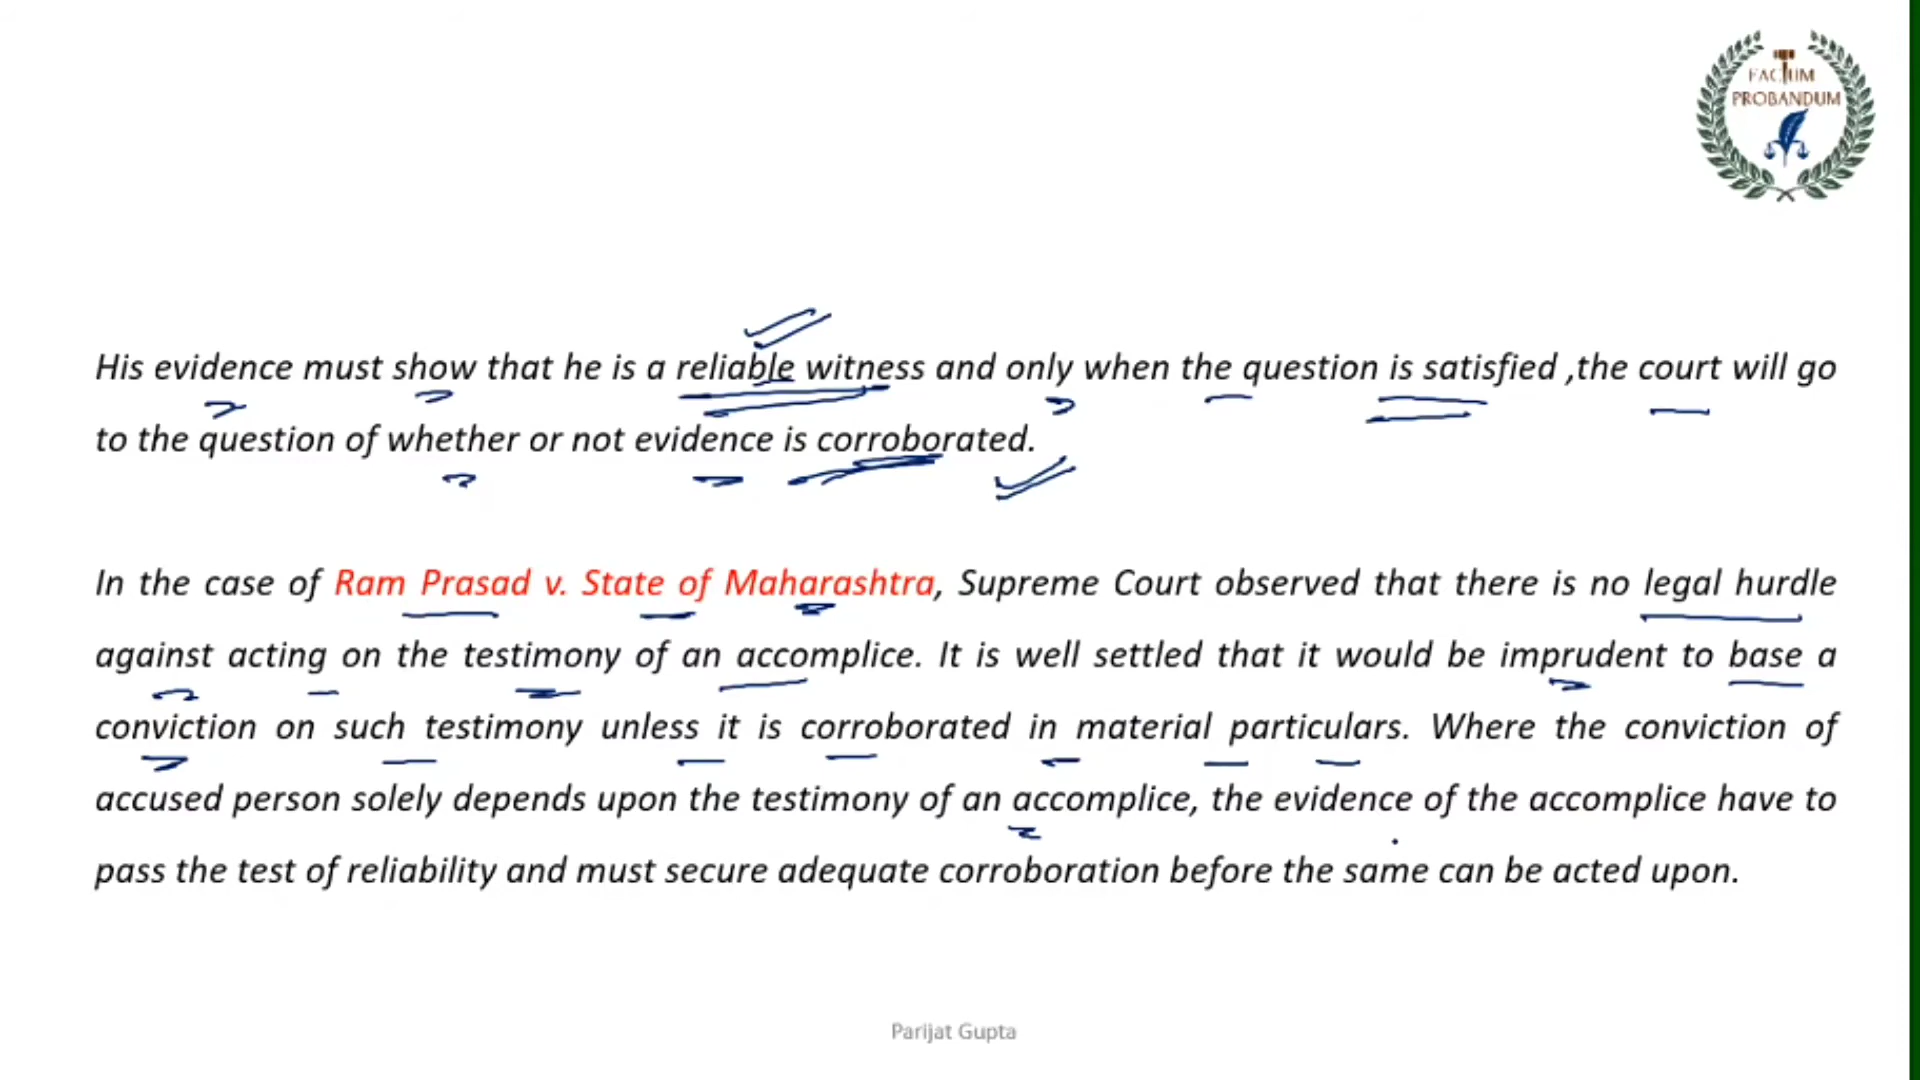 FACTUM
PROBANDUM
His evidence must show that he is a reliable witness and only when the question is satisfied ,the court will go
to the question of whether or not evidence is corroborated.
In the case of Ram Prasad v. State of Maharashtra, Supreme Court observed that there is no legal hurdle
against acting on the testimony of an accomplice. It is well settled that it would be imprudent to base a
conviction on such testimony unless it is corroborated in material particulars. Where the conviction of
accused person solely depends upon the testimony of an accomplice, the evidence of the accomplice have to
pass the test of reliability and must secure adequate corroboration before the same can be acted upon.
Parijat Gupta